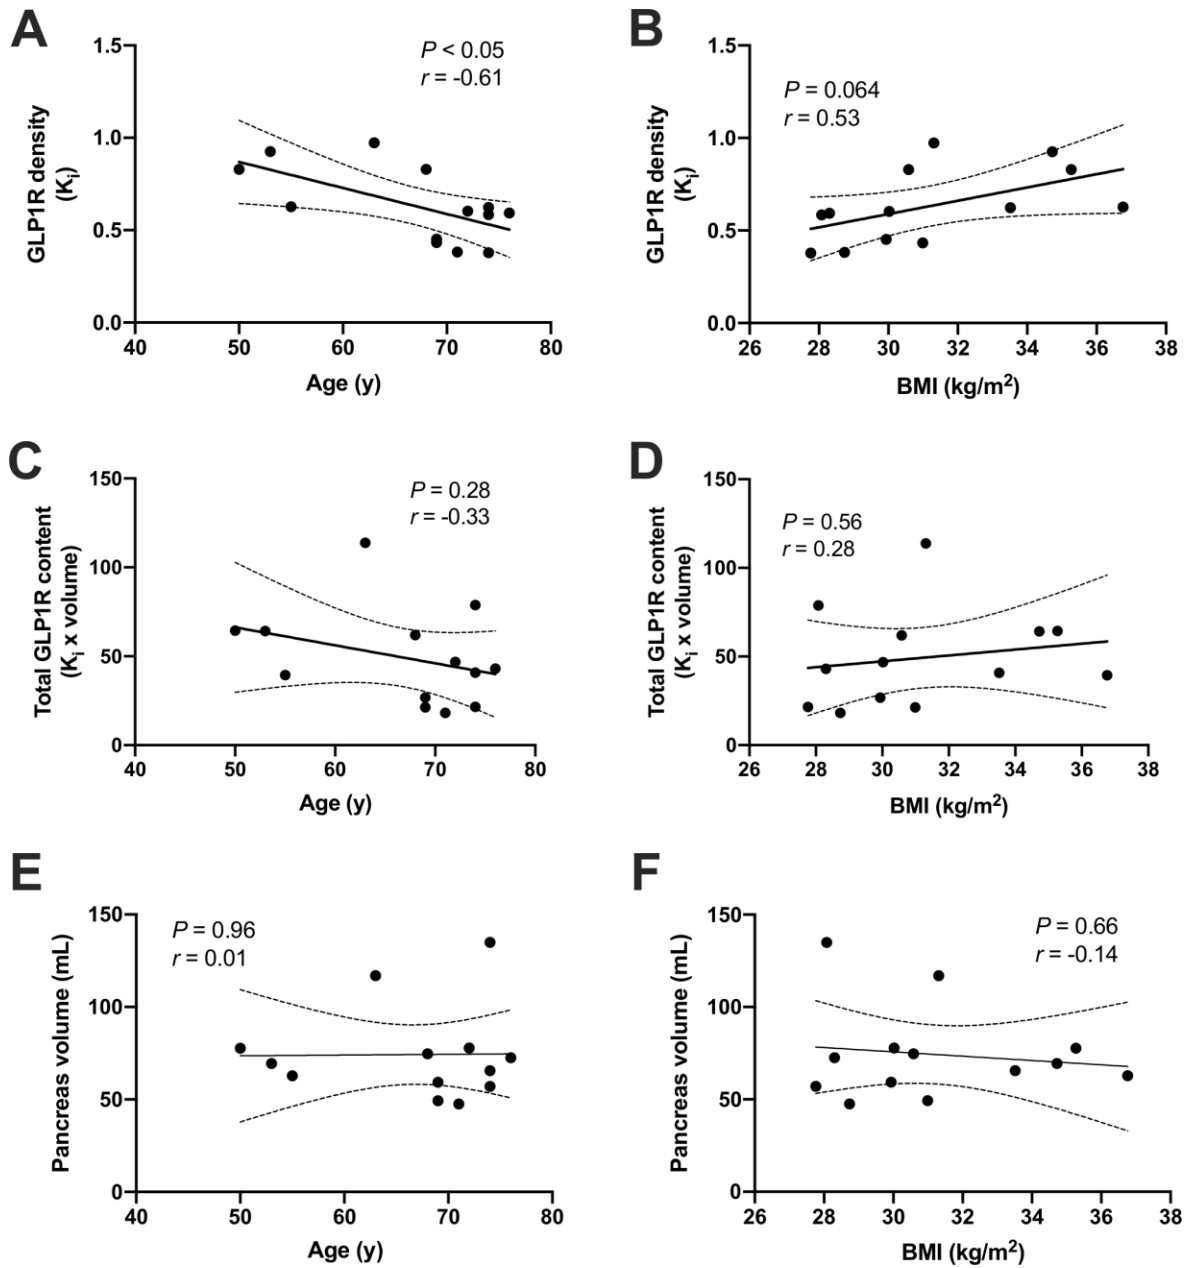 A
P < 0.05
r = -0.61
GLP1R density
(Ki)
1.5
1.0
0.5
0.0
40 50 60 70 80
Age (y)
B
P = 0.064
r = 0.53
GLP1R density
(Ki)
1.5
1.0
0.5
0.0
26 28 30 32 34 36 38
BMI (kg/m²)
C
P = 0.28
r = -0.33
Total GLP1R content
(Ki x volume)
150
100
50
0
40 50 60 70 80
Age (y)
D
P = 0.56
r = 0.28
Total GLP1R content
(Ki x volume)
150
100
50
0
26 28 30 32 34 36 38
BMI (kg/m²)
E
P = 0.96
r = 0.01
Pancreas volume (mL)
150
100
50
0
40 50 60 70 80
Age (y)
F
P = 0.66
r = -0.14
Pancreas volume (mL)
150
100
50
0
26 28 30 32 34 36 38
BMI (kg/m²)